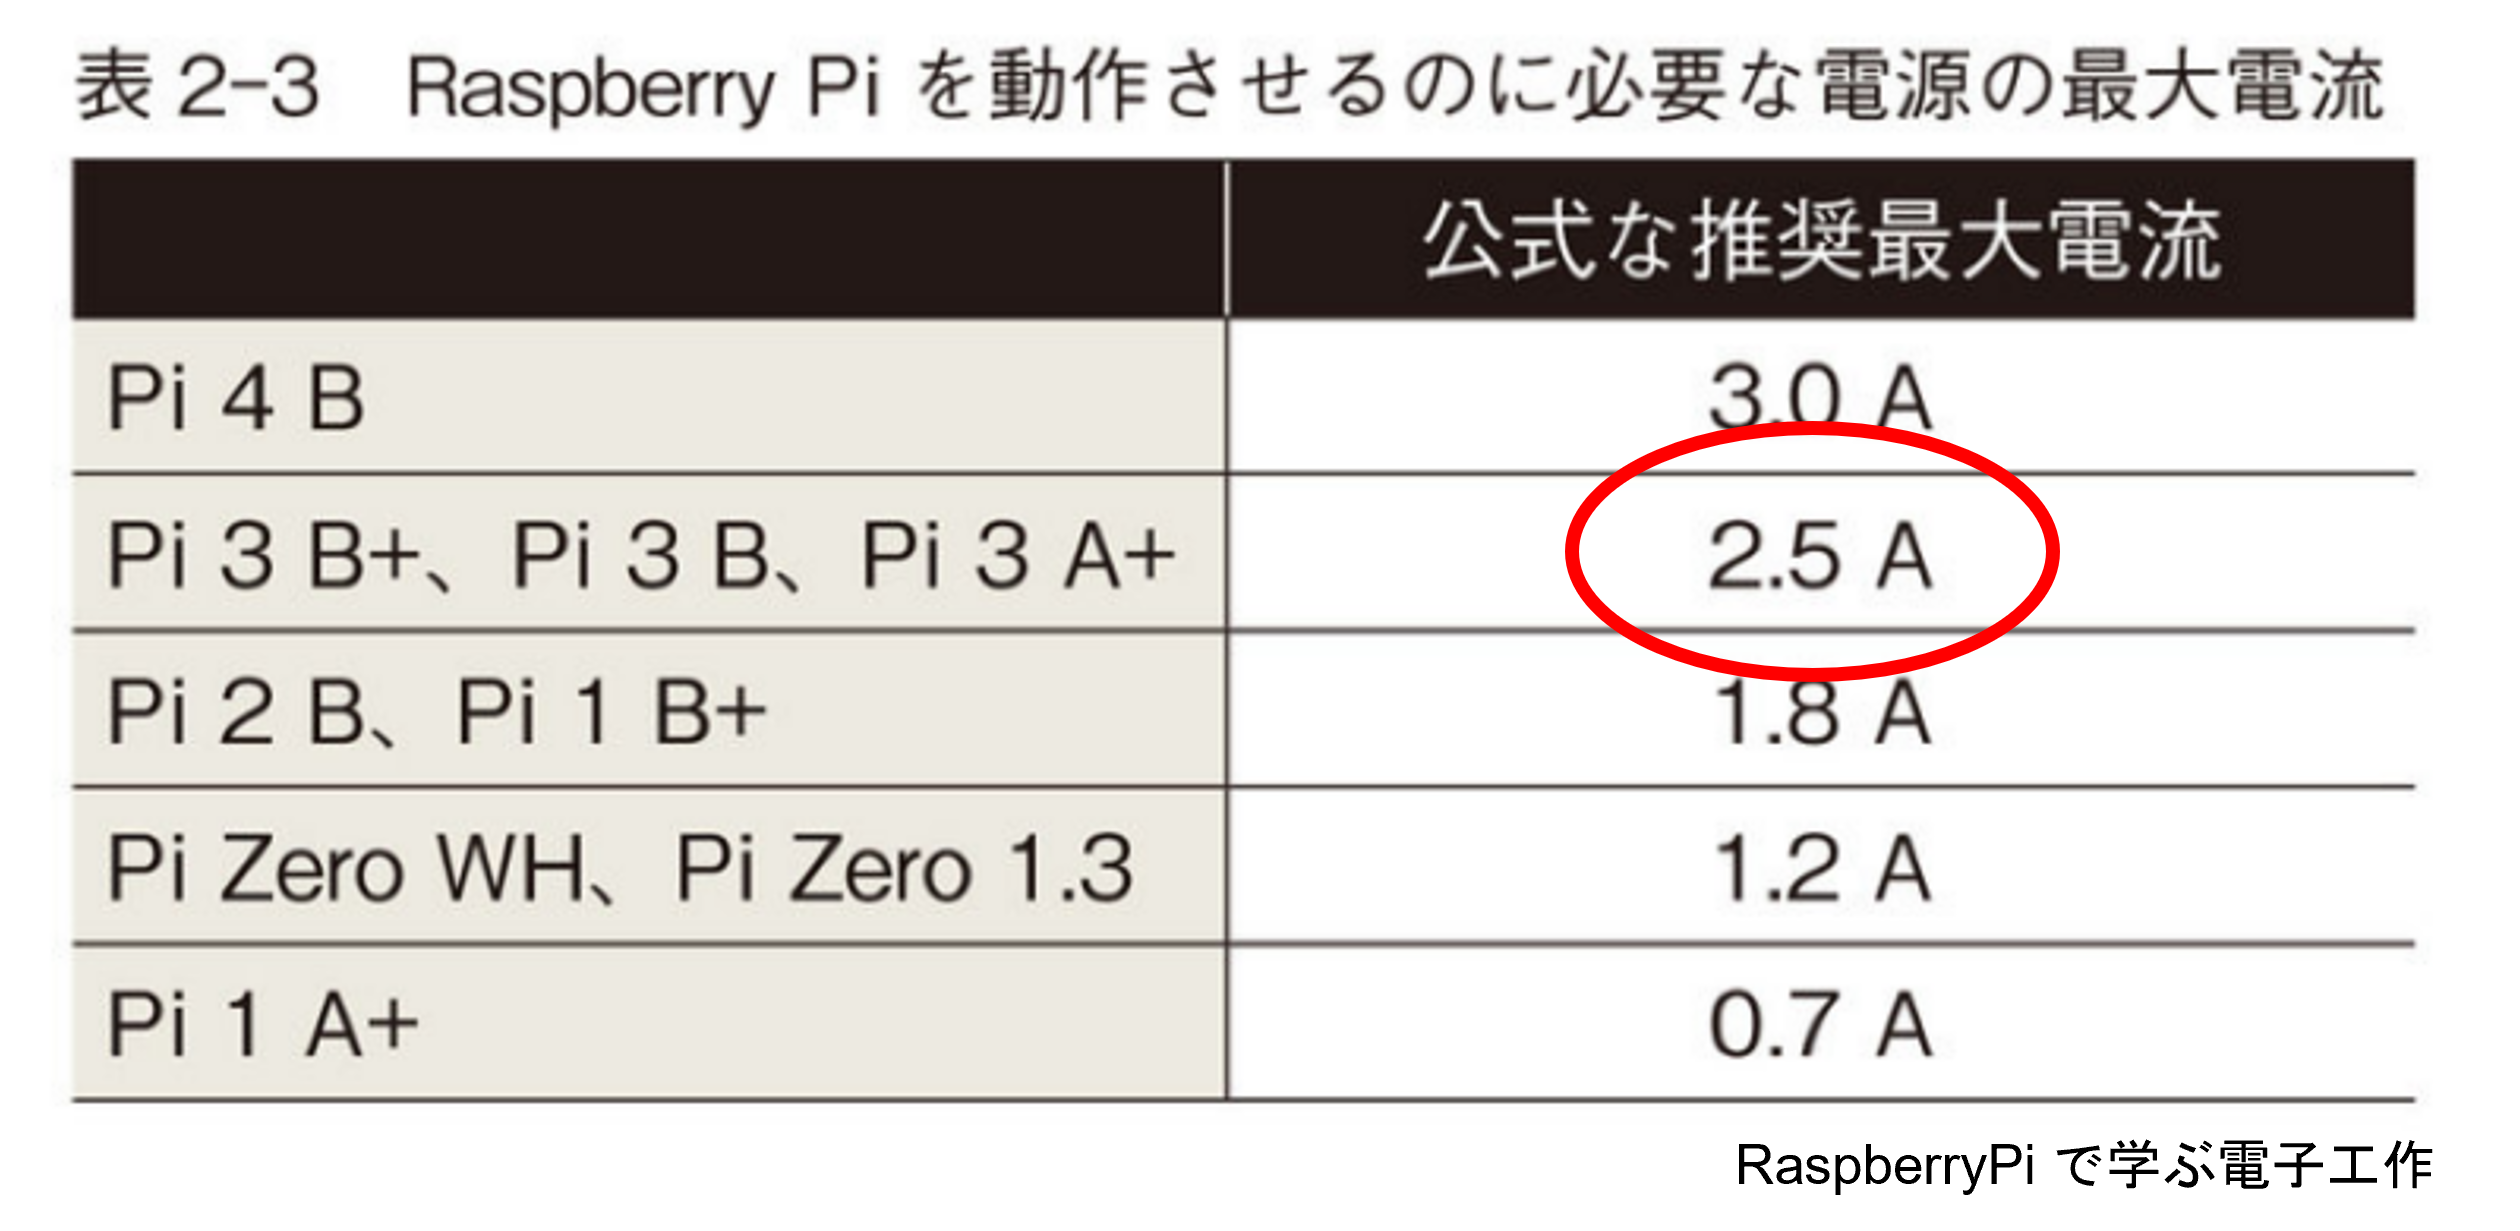 表 2-3　Raspberry Pi を動作させるのに必要な電源の最大電流
公式な推奨最大電流
Pi 4 B　3.0 A
Pi 3 B+、Pi 3 B、Pi 3 A+　2.5 A
Pi 2 B、Pi 1 B+　1.8 A
Pi Zero WH、Pi Zero 1.3　1.2 A
Pi 1 A+　0.7 A
RaspberryPi で学ぶ電子工作